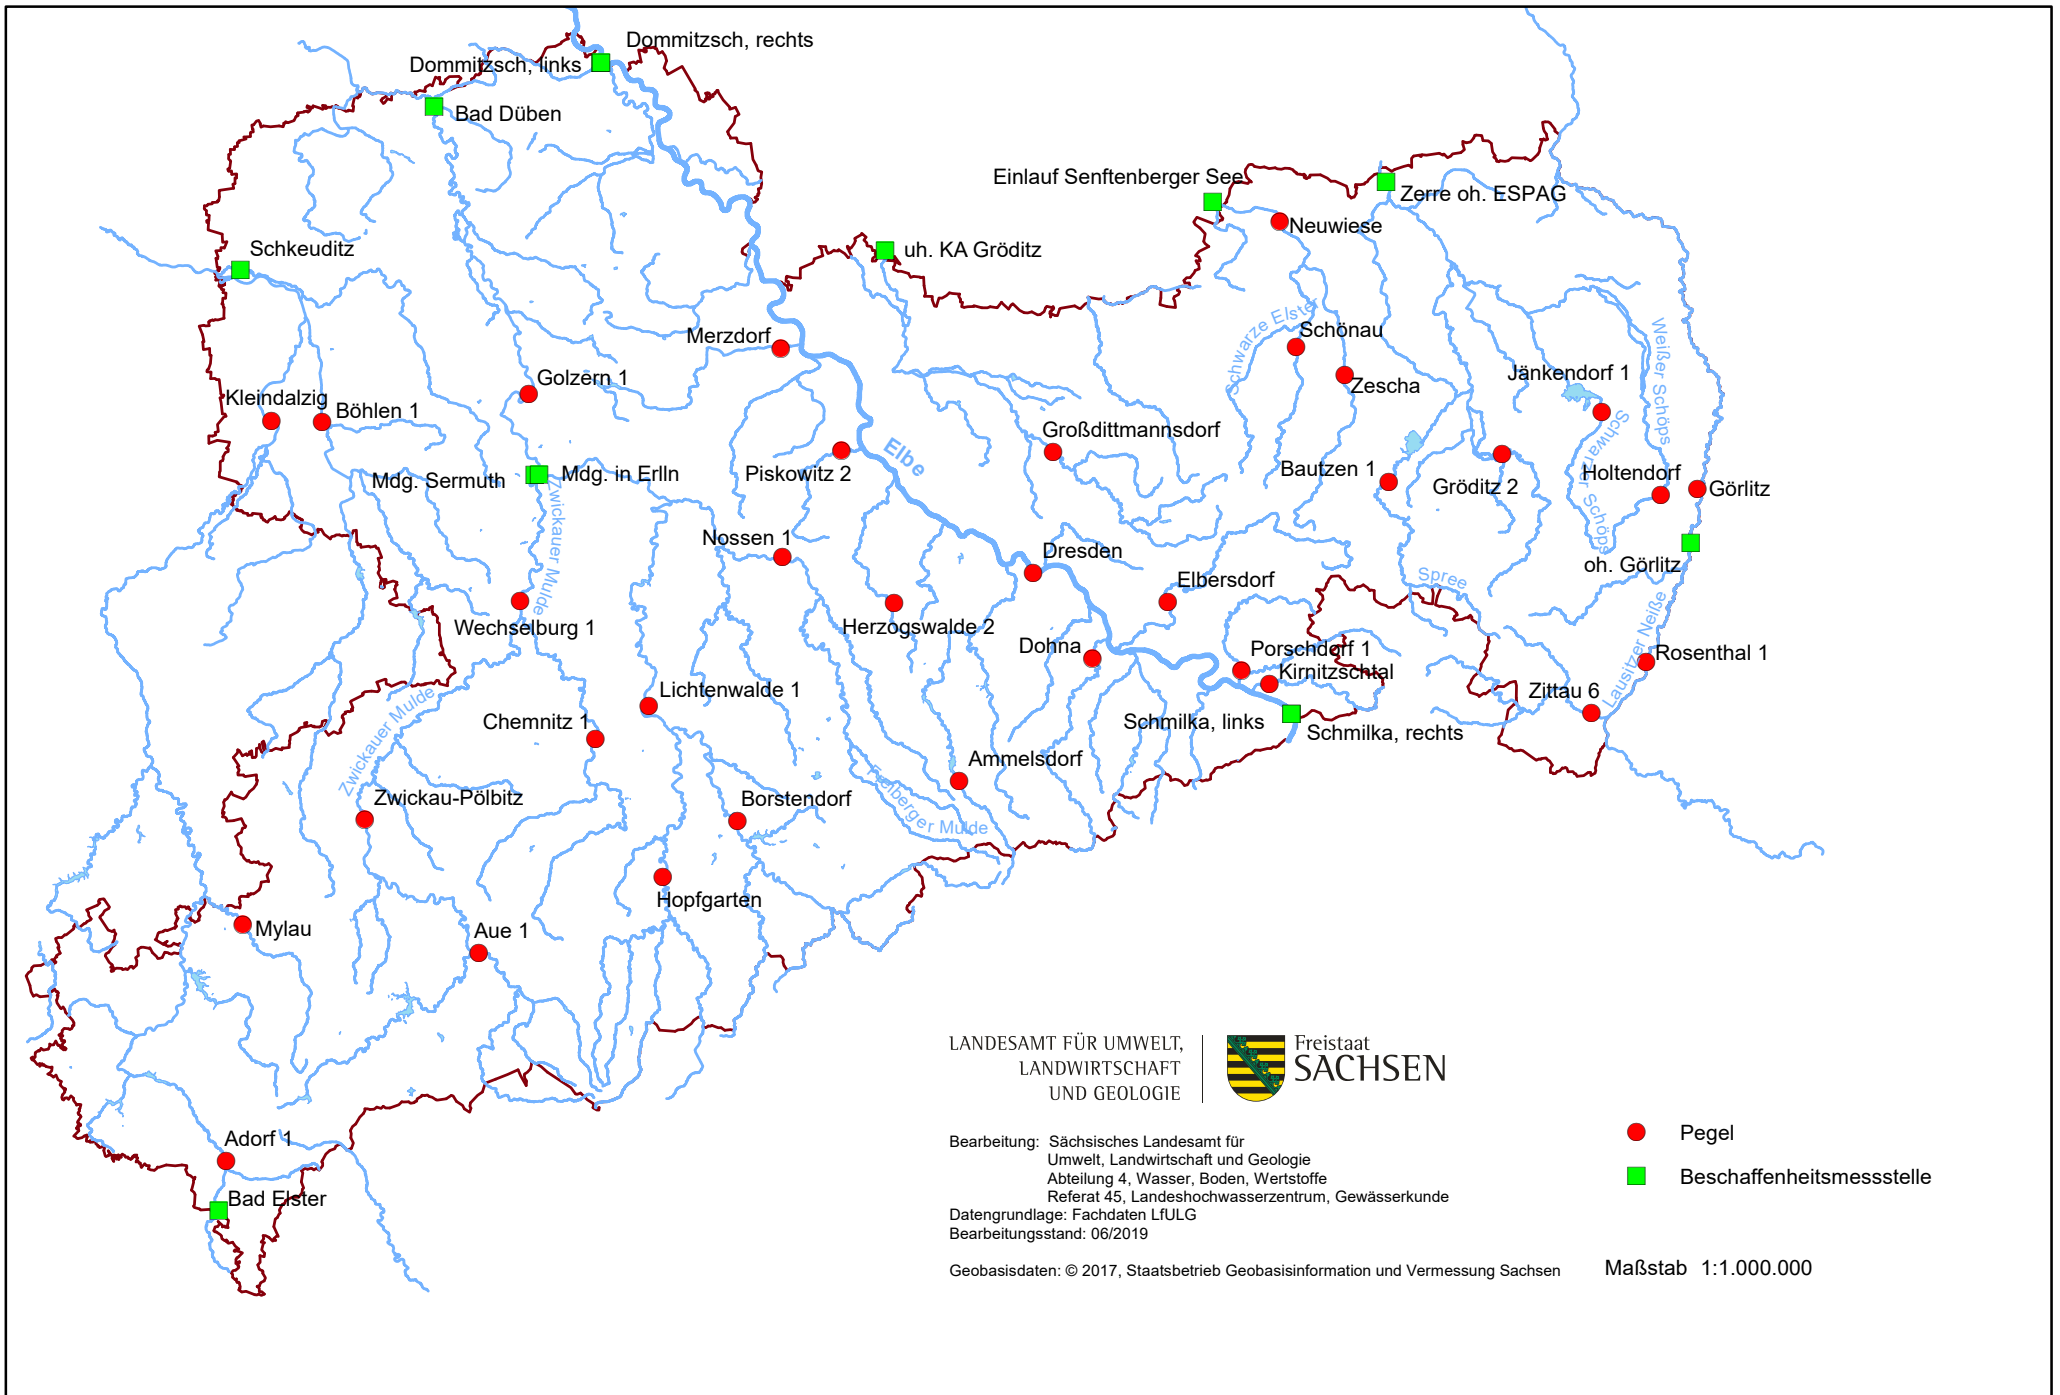 Dommitzsch, rechts
Dommitzsch, links
Bad Düben
Einlauf Senftenberger See
Zerre oh. ESPAG
Neuwiese
Schkeuditz
uh. KA Gröditz
Merzdorf
Schwarze Elster
Schönau
Weißer Schöps
Golzern 1
Zescha
Jänkendorf 1
Kleindalzig
Böhlen 1
Großdittmannsdorf
Elbe
Schwarzer Schöps
Mdg. Sermuth
Mdg. in Erlln
Piskowitz 2
Bautzen 1
Gröditz 2
Holtendorf
Görlitz
Zwickauer Mulde
Nossen 1
Dresden
oh. Görlitz
Elbersdorf
Spree
Wechselburg 1
Herzogswalde 2
Dohna
Porschdorf 1
Kirnitzschtal
Lausitzer Neiße
Rosenthal 1
Lichtenwalde 1
Zittau 6
Zwickauer Mulde
Chemnitz 1
Schmilka, links
Schmilka, rechts
Ammelsdorf
Zwickau-Pölbitz
Borstendorf
Freiberger Mulde
Hopfgarten
Mylau
Aue 1
Adorf 1
Bad Elster
LANDESAMT FÜR UMWELT,
LANDWIRTSCHAFT
UND GEOLOGIE
Freistaat
SACHSEN
Pegel
Beschaffenheitsmessstelle
Bearbeitung: Sächsisches Landesamt für
Umwelt, Landwirtschaft und Geologie
Abteilung 4, Wasser, Boden, Wertstoffe
Referat 45, Landeshochwasserzentrum, Gewässerkunde
Datengrundlage: Fachdaten LfULG
Bearbeitungsstand: 06/2019
Geobasisdaten: © 2017, Staatsbetrieb Geobasisinformation und Vermessung Sachsen
Maßstab 1:1.000.000